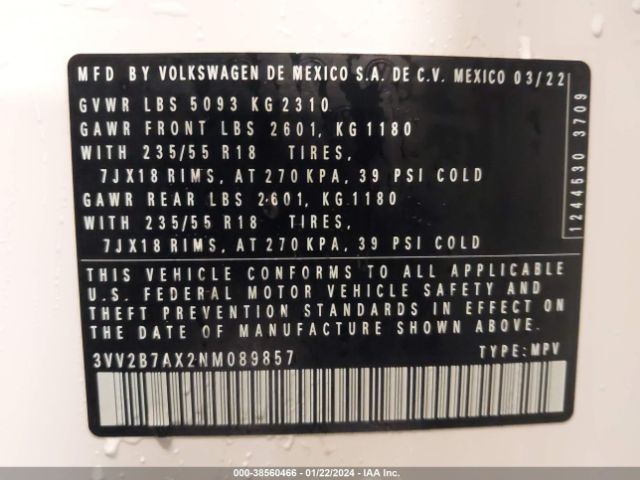 MFD BY VOLKSWAGEN DE MEXICO S.A. DE C.V. MEXICO 03/22
GVWR LBS 5093 KG 2310
GAWR FRONT LBS 2601, KG 1180
WITH 235/55 R18 TIRES,
7JX18 RIMS, AT 270 KPA, 39 PSI COLD
GAWR REAR LBS 2601, KG 1180
WITH 235/55 R18 TIRES,
7JX18 RIMS, AT 270 KPA, 39 PSI COLD
THIS VEHICLE CONFORMS TO ALL APPLICABLE
U.S. FEDERAL MOTOR VEHICLE SAFETY AND
THEFT PREVENTION STANDARDS IN EFFECT ON
THE DATE OF MANUFACTURE SHOWN ABOVE.
3VV2B7AX2NM089857 TYPE: MPV
1244530 3709
000-38560466 - 01/22/2024 - IAA Inc.